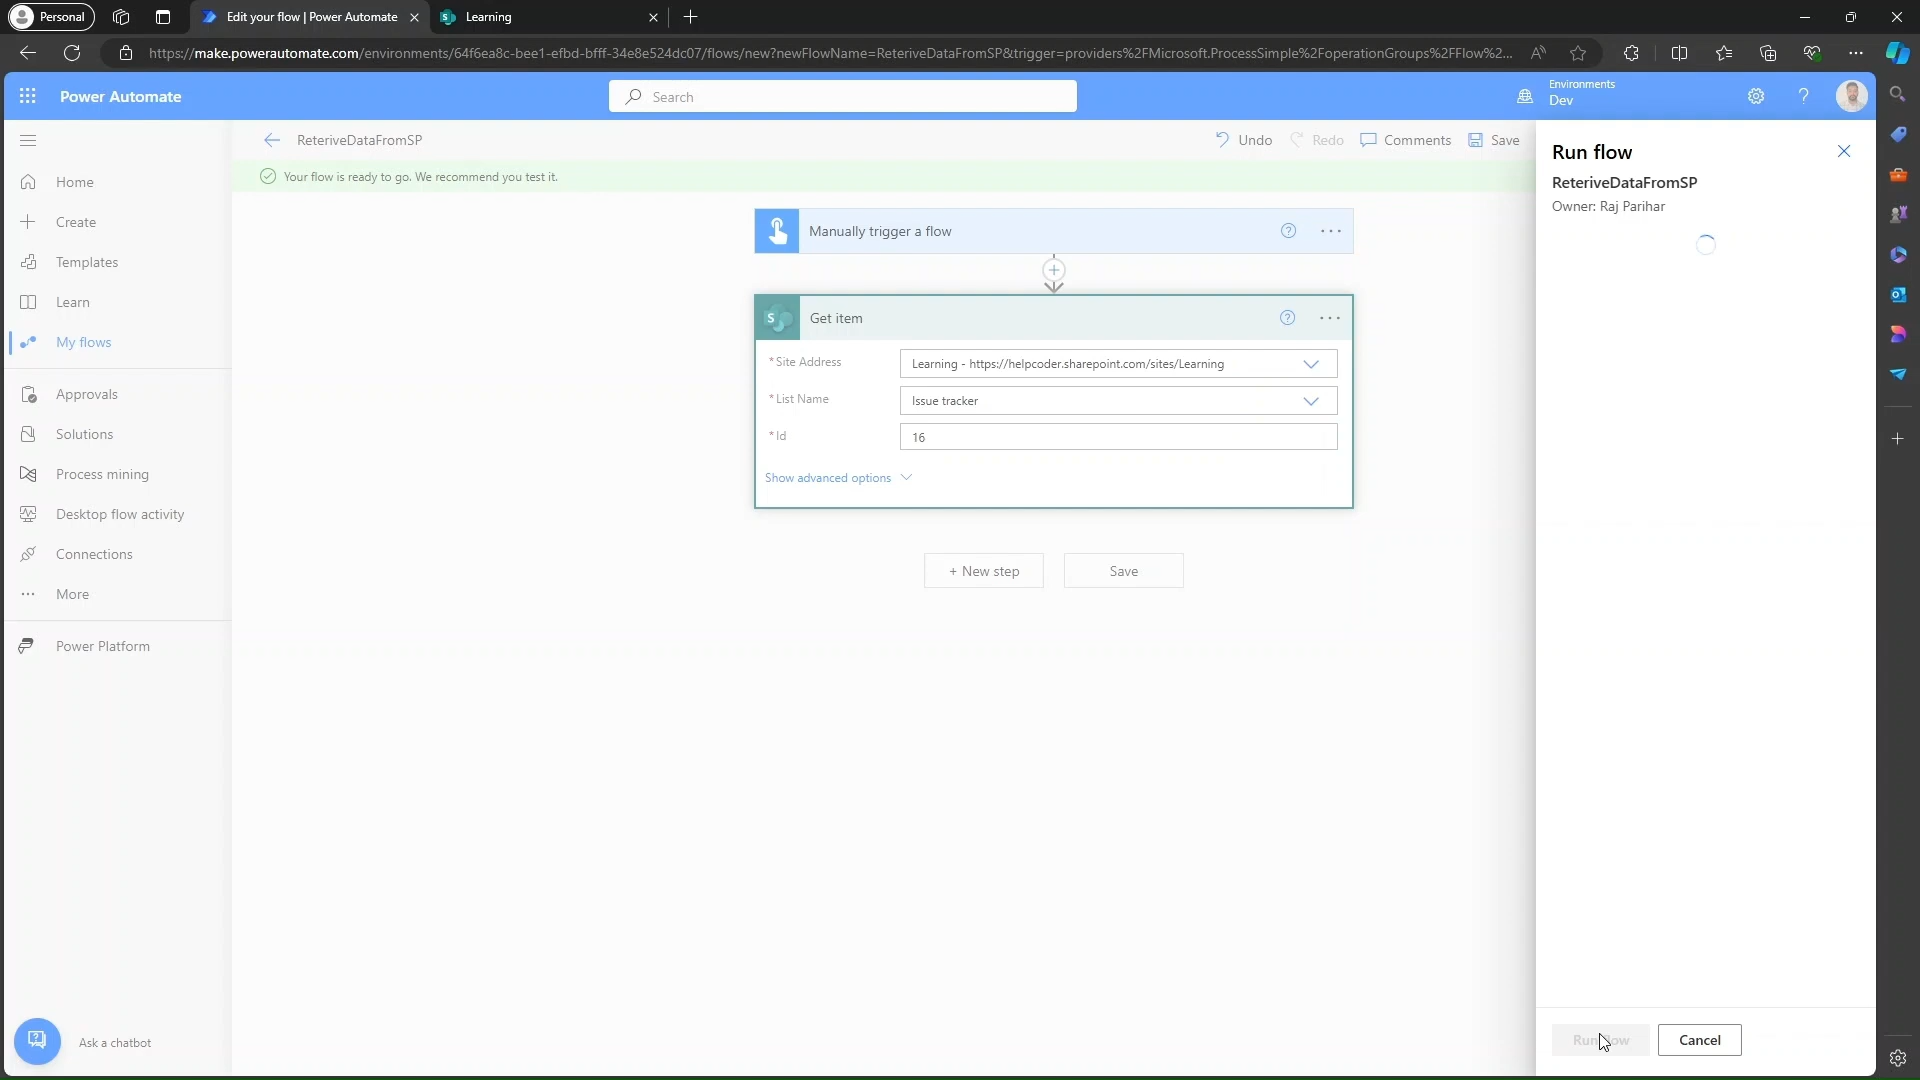 Personal
Edit your flow | Power Automate
Learning
https://make.powerautomate.com/environments/64f6ea8c-bee1-efbd-bfff-34e8e524dc07/flows/new?newFlowName=ReteriveDataFromSP&trigger=providers%2FMicrosoft.ProcessSimple%2FoperationGroups%2FFlow%2...
Power Automate
Search
Environments
Dev
ReteriveDataFromSP
Undo
Redo
Comments
Save
Your flow is ready to go. We recommend you test it.
Home
Create
Templates
Learn
My flows
Approvals
Solutions
Process mining
Desktop flow activity
Connections
More
Power Platform
Ask a chatbot
Manually trigger a flow
Get item
* Site Address
Learning - https://helpcoder.sharepoint.com/sites/Learning
* List Name
Issue tracker
* Id
16
Show advanced options
+ New step
Save
Run flow
ReteriveDataFromSP
Owner: Raj Parihar
Run flow
Cancel